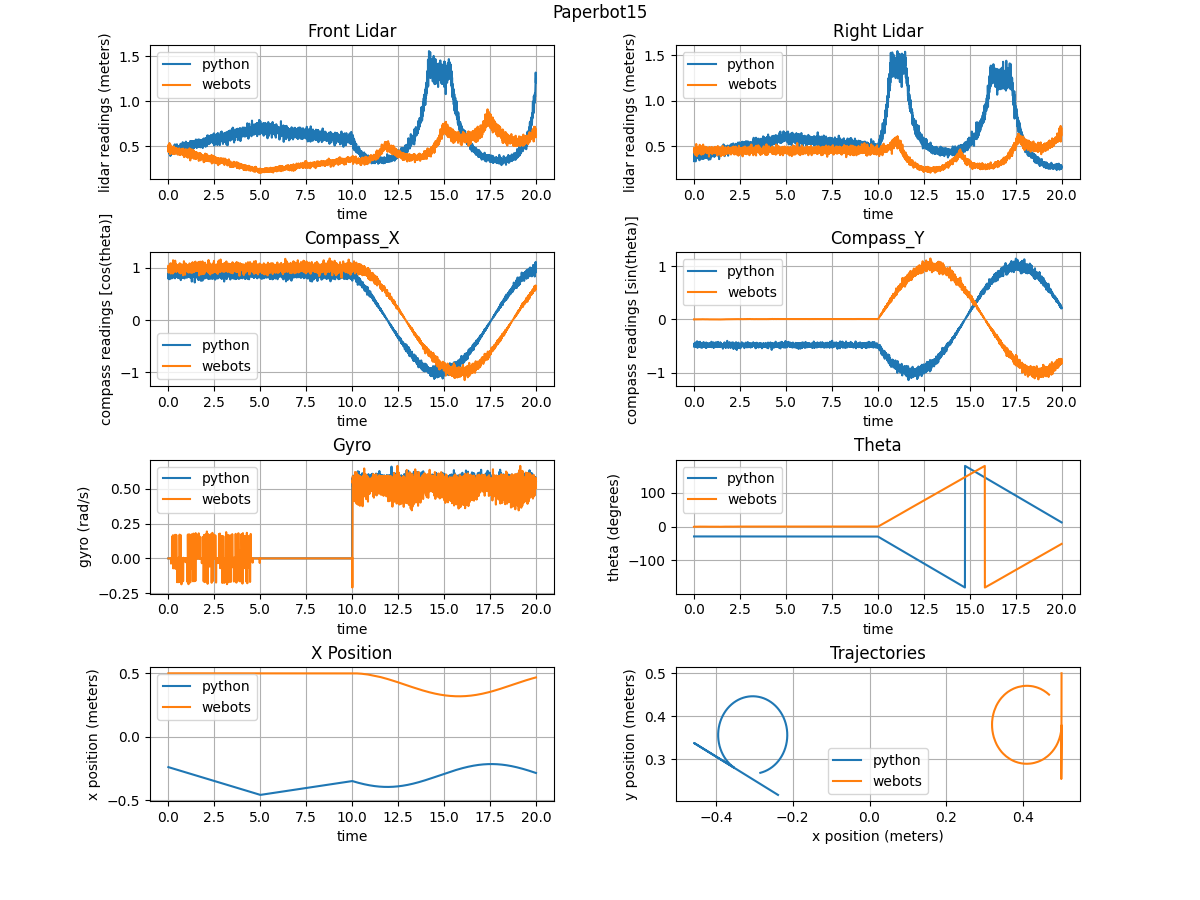 Paperbot15
Front Lidar
lidar readings (meters)
1.5
1.0
0.5
python
webots
0.0 2.5 5.0 7.5 10.0 12.5 15.0 17.5 20.0
time
Right Lidar
lidar readings (meters)
1.5
1.0
0.5
python
webots
0.0 2.5 5.0 7.5 10.0 12.5 15.0 17.5 20.0
time
Compass_X
compass readings [cos(theta)]
1
0
−1
python
webots
0.0 2.5 5.0 7.5 10.0 12.5 15.0 17.5 20.0
time
Compass_Y
compass readings [sin(theta)]
1
0
−1
python
webots
0.0 2.5 5.0 7.5 10.0 12.5 15.0 17.5 20.0
time
Gyro
gyro (rad/s)
0.50
0.25
0.00
−0.25
python
webots
0.0 2.5 5.0 7.5 10.0 12.5 15.0 17.5 20.0
time
Theta
theta (degrees)
100
0
−100
python
webots
0.0 2.5 5.0 7.5 10.0 12.5 15.0 17.5 20.0
time
X Position
x position (meters)
0.5
0.0
−0.5
python
webots
0.0 2.5 5.0 7.5 10.0 12.5 15.0 17.5 20.0
time
Trajectories
y position (meters)
0.5
0.4
0.3
python
webots
−0.4 −0.2 0.0 0.2 0.4
x position (meters)